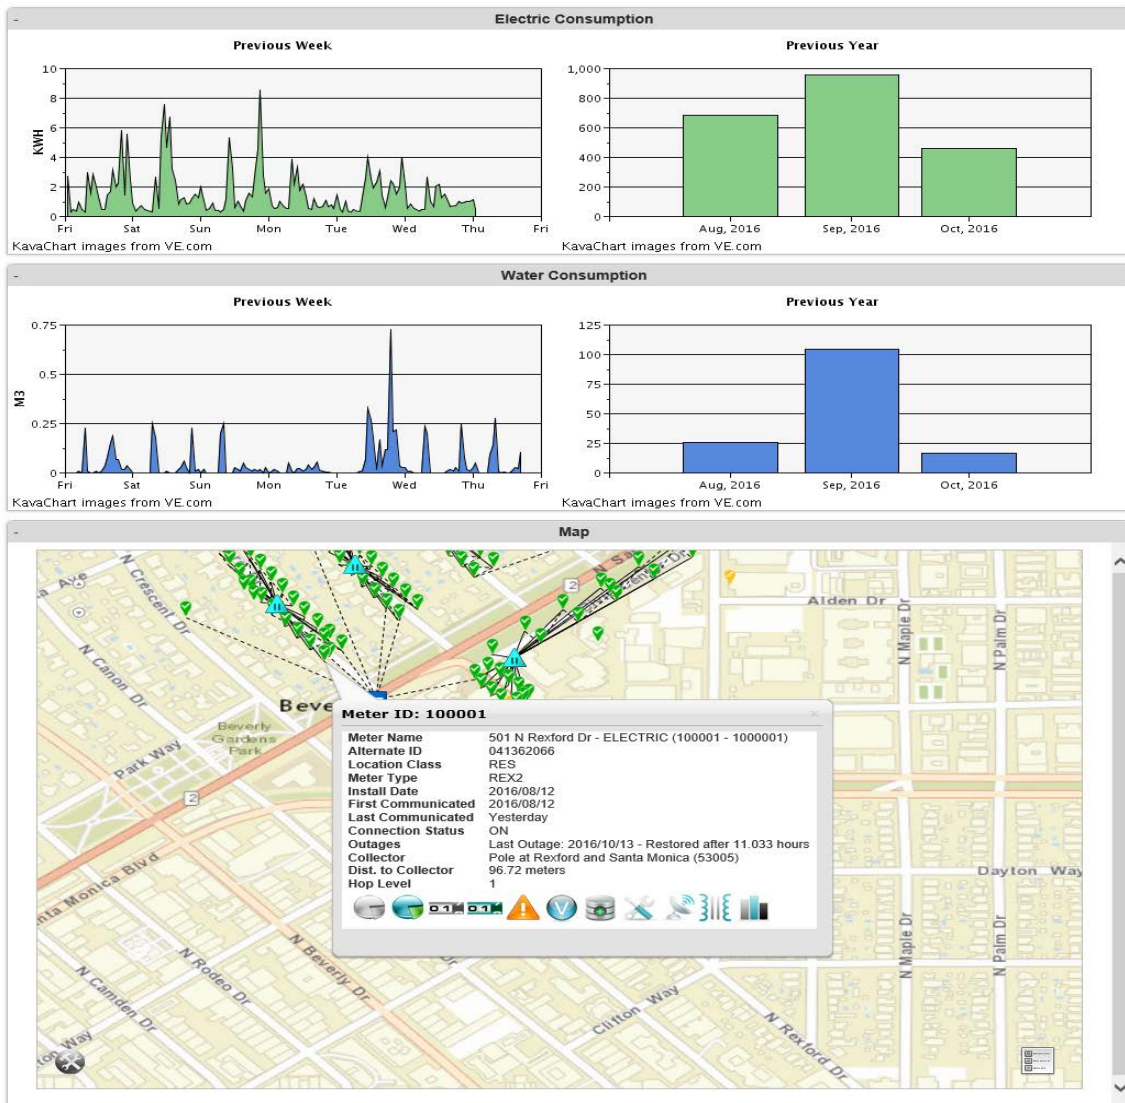 - Electric Consumption
Previous Week
10
8
6
4
2
0
KWH
Fri Sat Sun Mon Tue Wed Thu Fri
KavaChart images from VE.com
Previous Year
1,000
800
600
400
200
0
Aug, 2016 Sep, 2016 Oct, 2016
KavaChart images from VE.com
- Water Consumption
Previous Week
0.75
0.5
0.25
0
M3
Fri Sat Sun Mon Tue Wed Thu Fri
KavaChart images from VE.com
Previous Year
125
100
75
50
25
0
Aug, 2016 Sep, 2016 Oct, 2016
KavaChart images from VE.com
- Map
Ave
N Crescent Dr
N Canon Dr
Park Way
Beverly
Gardens
Park
2
2
Alden Dr
N Maple Dr
N Palm Dr
Meter ID: 100001
Meter Name 501 N Rexford Dr - ELECTRIC (100001 - 1000001)
Alternate ID 041362066
Location Class RES
Meter Type REX2
Install Date 2016/08/12
First Communicated 2016/08/12
Last Communicated Yesterday
Connection Status ON
Outages Last Outage: 2016/10/13 - Restored after 11.033 hours
Collector Pole at Rexford and Santa Monica (53005)
Dist. to Collector 96.72 meters
Hop Level 1
Dayton Way
Monica Blvd
N Rodeo Dr
N Beverly Dr
N Camden Dr
Clifton Way
N Rexford Dr
N Maple Dr
N Palm Dr